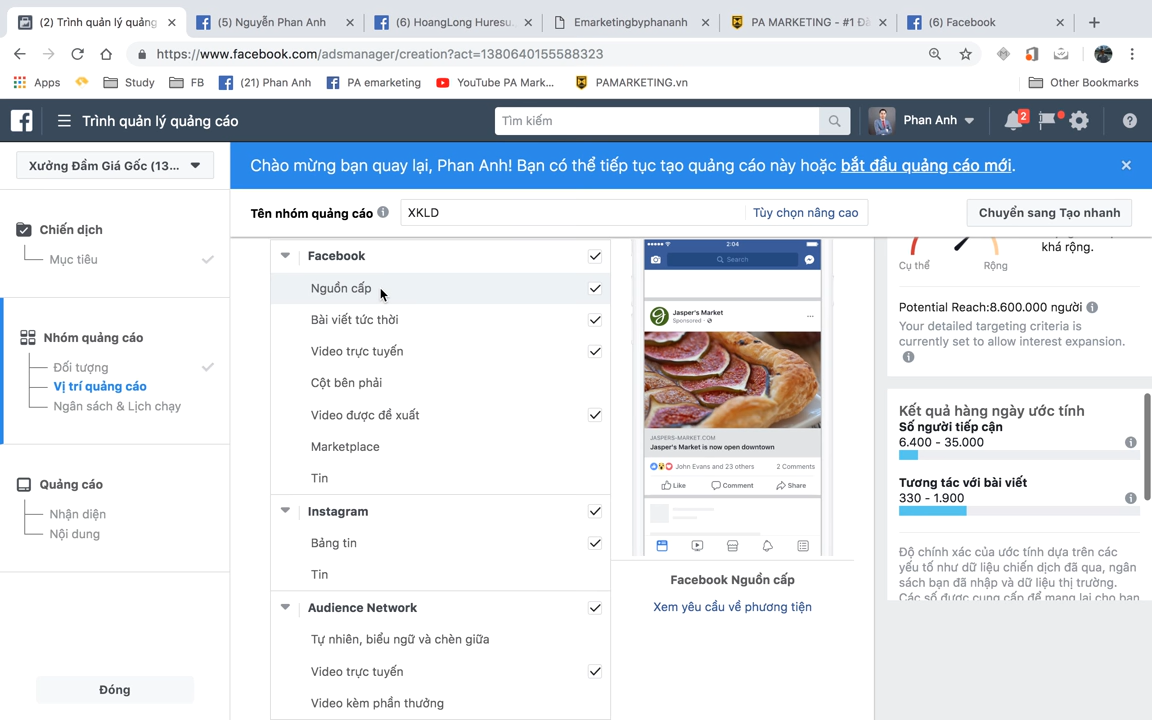 (2) Trình quản lý quảng
(5) Nguyễn Phan Anh
(6) HoangLong Huresu
Emarketingbyphananh
PA MARKETING - #1 Đà
(6) Facebook
https://www.facebook.com/adsmanager/creation?act=1380640155588323
Apps
Study
FB
(21) Phan Anh
PA emarketing
YouTube PA Mark...
PAMARKETING.vn
Other Bookmarks
Trình quản lý quảng cáo
Tìm kiếm
Phan Anh
2
Xưởng Đầm Giá Gốc (13...
Chào mừng bạn quay lại, Phan Anh! Bạn có thể tiếp tục tạo quảng cáo này hoặc bắt đầu quảng cáo mới.
Tên nhóm quảng cáo
XKLD
Tùy chọn nâng cao
Chuyển sang Tạo nhanh
Chiến dịch
Mục tiêu
Nhóm quảng cáo
Đối tượng
Vị trí quảng cáo
Ngân sách & Lịch chạy
Quảng cáo
Nhận diện
Nội dung
Đóng
Facebook
Nguồn cấp
Bài viết tức thời
Video trực tuyến
Cột bên phải
Video được đề xuất
Marketplace
Tin
Instagram
Bảng tin
Tin
Audience Network
Tự nhiên, biểu ngữ và chèn giữa
Video trực tuyến
Video kèm phần thưởng
2:04
Search
Jasper's Market
Sponsored
JASPERS-MARKET.COM
Jasper's Market is now open downtown
John Evans and 23 others
2 Comments
Like
Comment
Share
Facebook Nguồn cấp
Xem yêu cầu về phương tiện
khá rộng.
Cụ thể
Rộng
Potential Reach:8.600.000 người
Your detailed targeting criteria is
currently set to allow interest expansion.
Kết quả hàng ngày ước tính
Số người tiếp cận
6.400 - 35.000
Tương tác với bài viết
330 - 1.900
Độ chính xác của ước tính dựa trên các
yếu tố như dữ liệu chiến dịch đã qua, ngân
sách bạn đã nhập và dữ liệu thị trường.
Các số được cung cấp để mang lại cho bạn